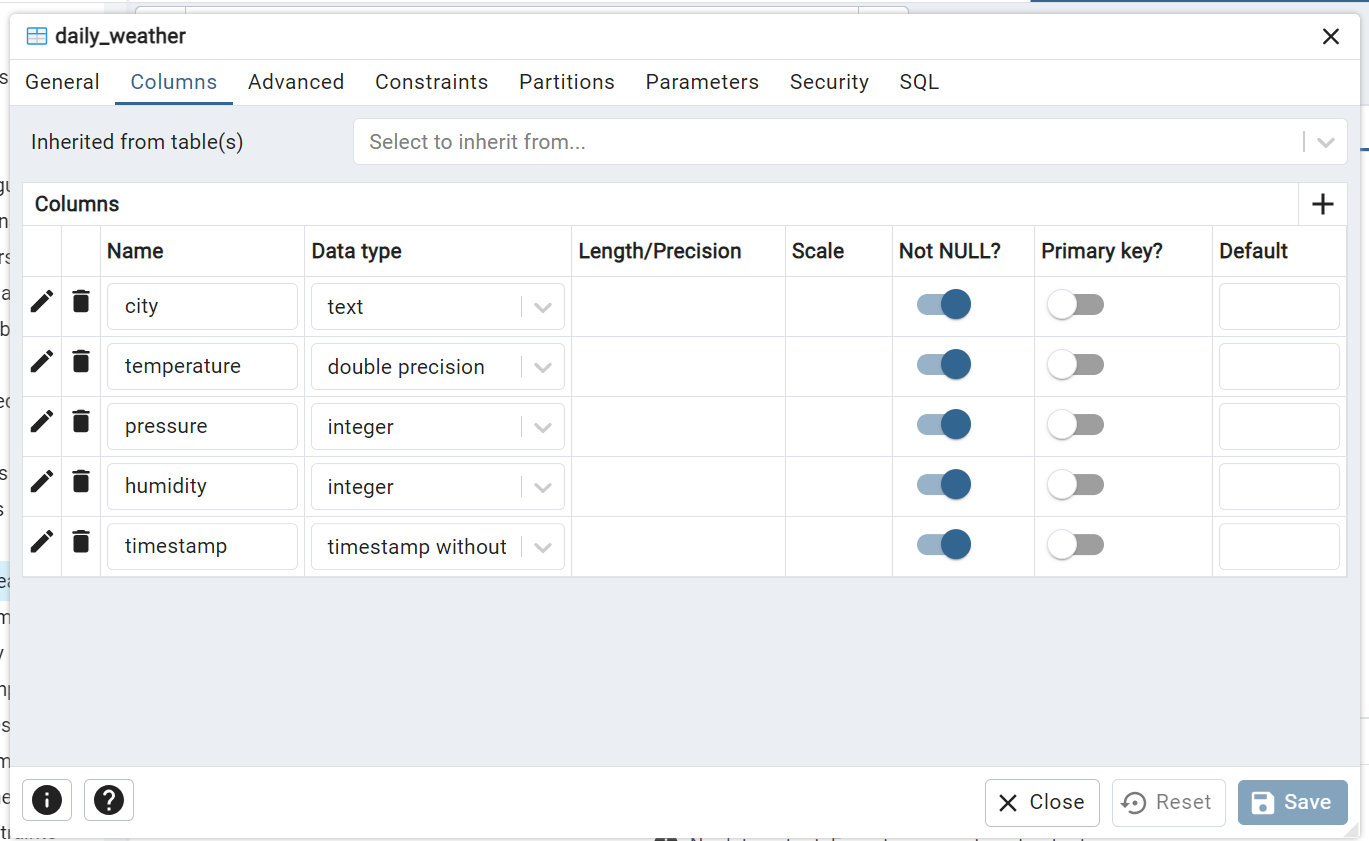 daily_weather
General Columns Advanced Constraints Partitions Parameters Security SQL
Inherited from table(s) Select to inherit from...
Columns
Name Data type Length/Precision Scale Not NULL? Primary key? Default
city text
temperature double precision
pressure integer
humidity integer
timestamp timestamp without
Close Reset Save